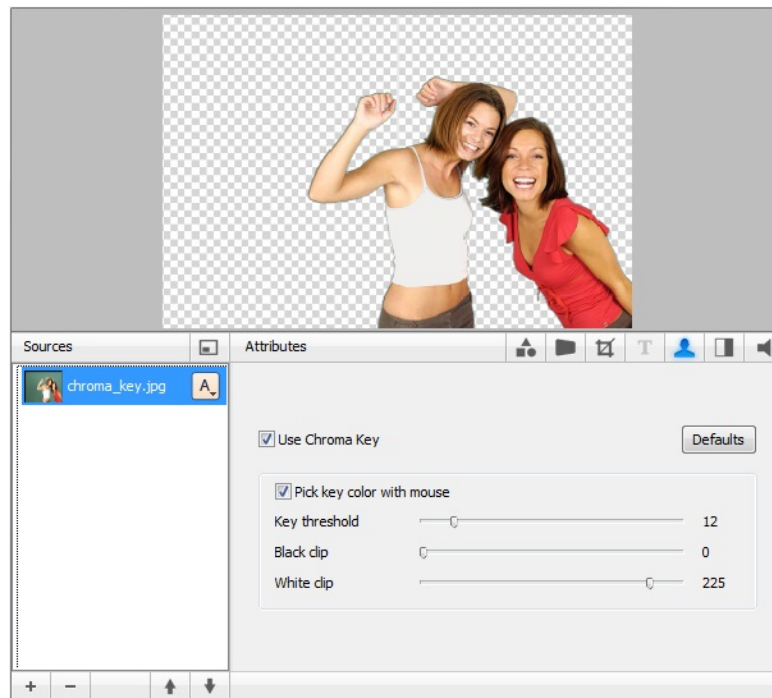 Sources
Attributes
T
chroma_key.jpg
A
Use Chroma Key
Defaults
Pick key color with mouse
Key threshold 12
Black clip 0
White clip 225